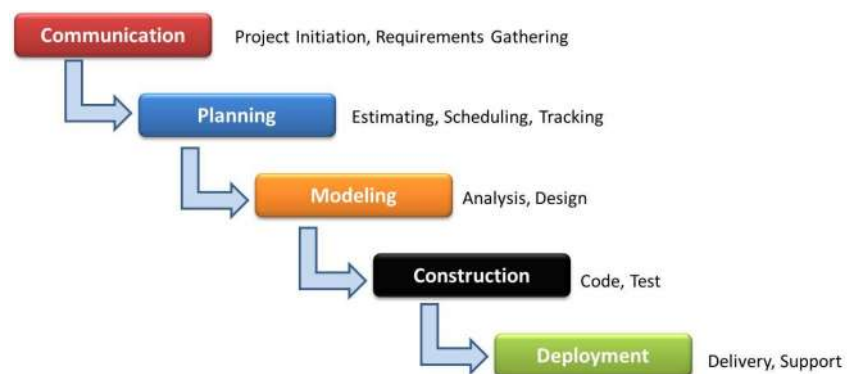 Communication
Project Initiation, Requirements Gathering
Planning
Estimating, Scheduling, Tracking
Modeling
Analysis, Design
Construction
Code, Test
Deployment
Delivery, Support